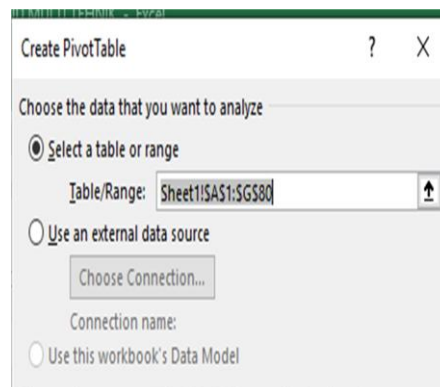 Create PivotTable
?
X
Choose the data that you want to analyze
Select a table or range
Table/Range: Sheet1!$A$1:$G$80
Use an external data source
Choose Connection...
Connection name:
Use this workbook's Data Model